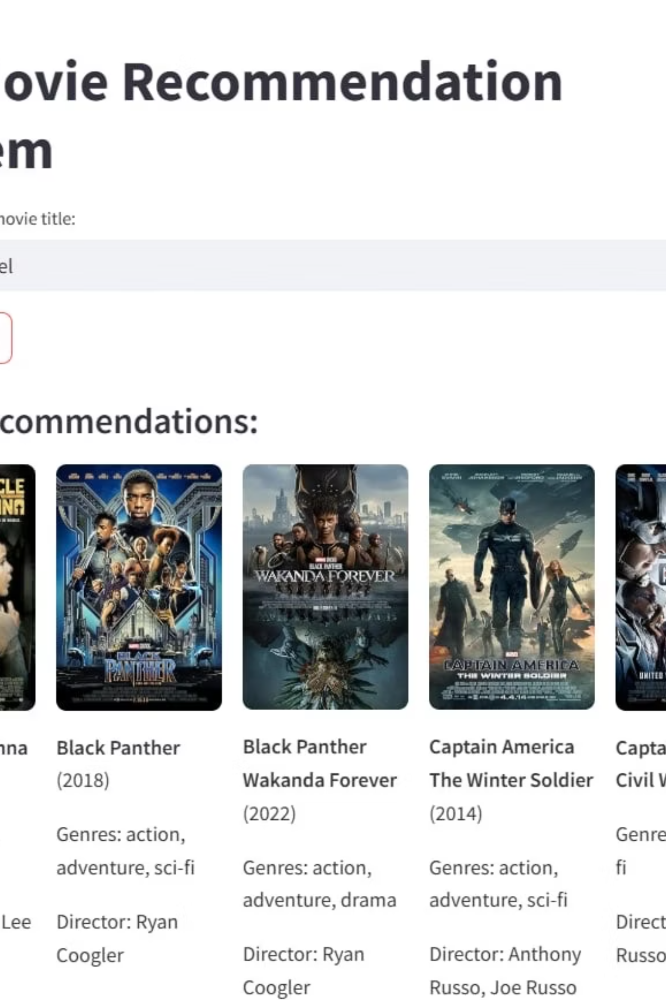 ovie Recommendation
em
movie title:
el
commendations:
CLE
WAKANDA FOREVER
BLACK PANTHER
BLACK
PANTHER
CAPTAIN AMERICA
THE WINTER SOLDIER
4.4.14
UNITED
nna
Black Panther
(2018)
Genres: action,
adventure, sci-fi
Director: Ryan
Coogler
Lee
Black Panther
Wakanda Forever
(2022)
Genres: action,
adventure, drama
Director: Ryan
Coogler
Captain America
The Winter Soldier
(2014)
Genres: action,
adventure, sci-fi
Director: Anthony
Russo, Joe Russo
Capta
Civil W
Genre
fi
Direct
Russo